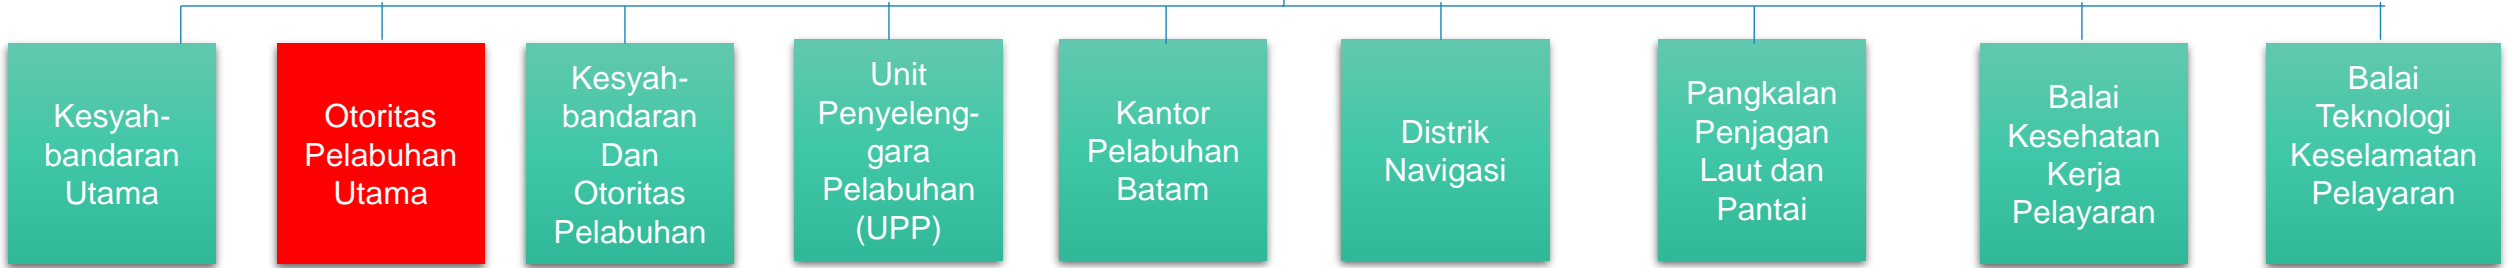 Kesyah-
bandaran
Utama
Otoritas
Pelabuhan
Utama
Kesyah-
bandaran
Dan
Otoritas
Pelabuhan
Unit
Penyeleng-
gara
Pelabuhan
(UPP)
Kantor
Pelabuhan
Batam
Distrik
Navigasi
Pangkalan
Penjagan
Laut dan
Pantai
Balai
Kesehatan
Kerja
Pelayaran
Balai
Teknologi
Keselamatan
Pelayaran